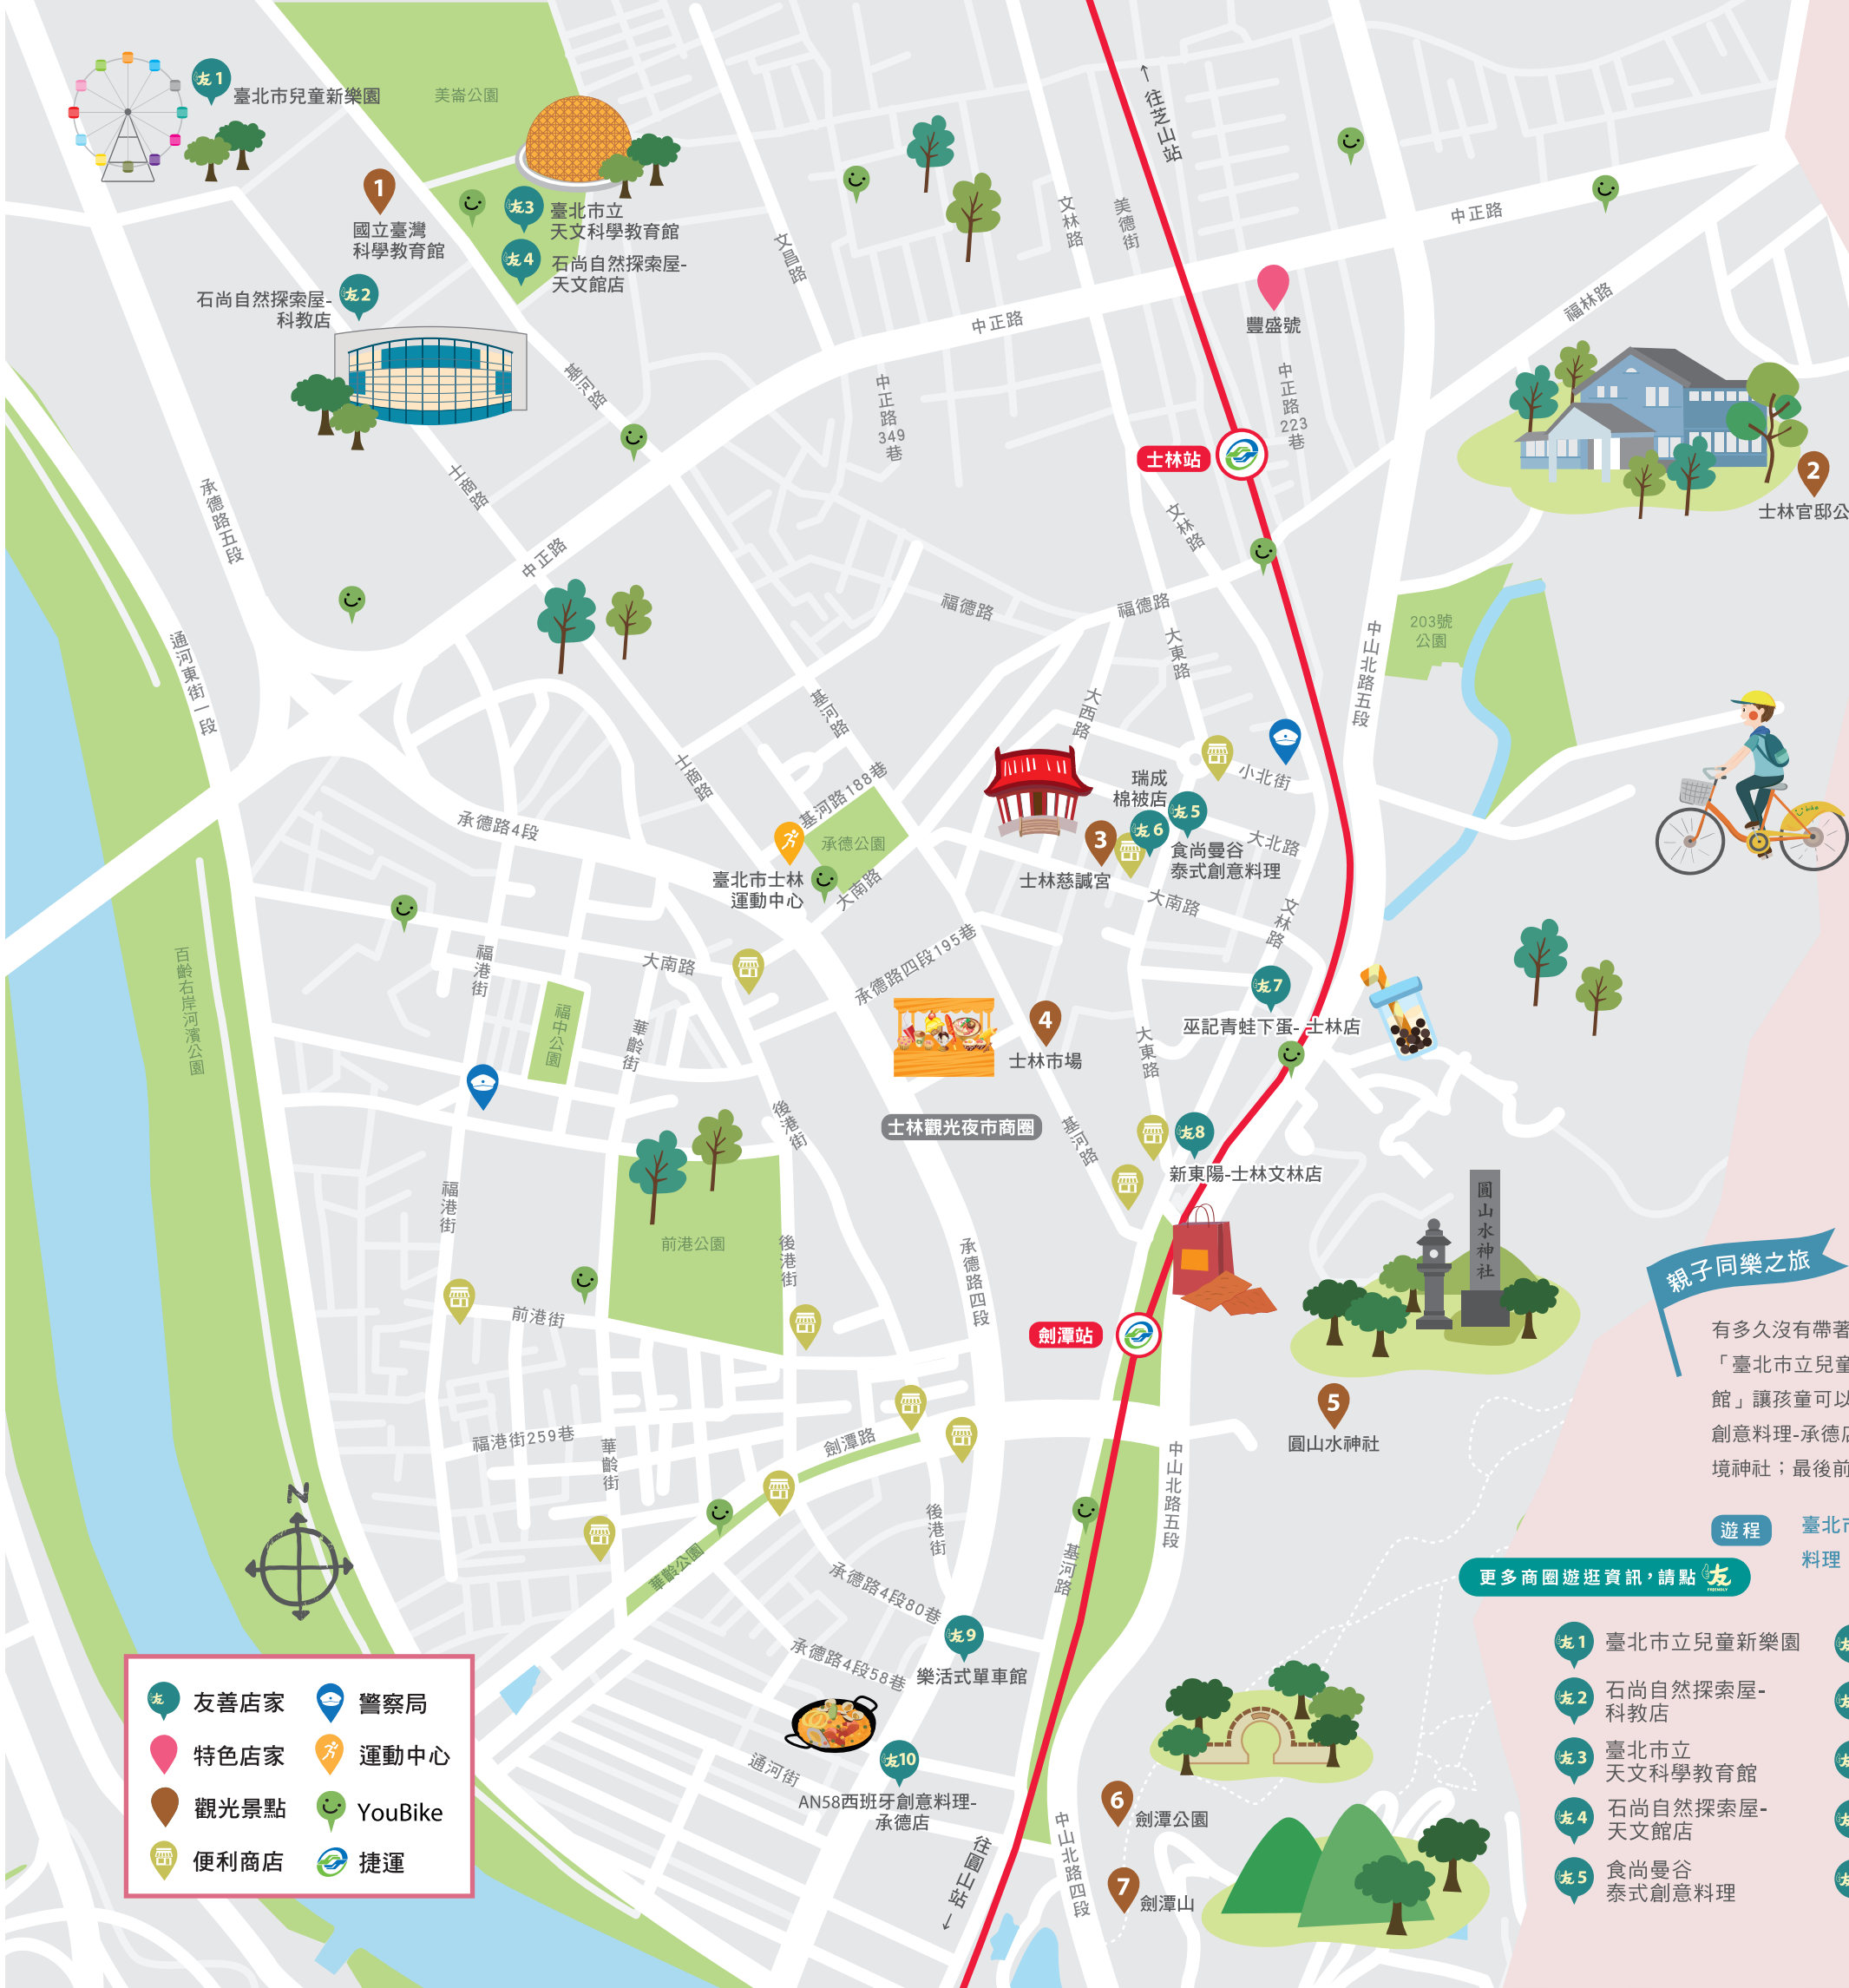 友1
臺北市兒童新樂園
美崙公園
←往芝山站
1
國立臺灣
科學教育館
友3
臺北市立
天文科學教育館
友4
石尚自然探索屋-
天文館店
友2
石尚自然探索屋-
科教店
文昌路
文林路
美德街
中正路
中正路
豐盛號
福林路
基河路
中正路349巷
中正路223巷
士林站
2
士林官邸公
士商路
承德路五段
中正路
文林路
福德路
福德路
203號
公園
大東路
中山北路五段
通河東街一段
基河路
大西路
士商路
小北街
基河路188巷
瑞成
棉被店
友5
友6
3
承德路4段
承德公園
大北路
食尚曼谷
泰式創意料理
士林慈諴宮
臺北市士林
運動中心
大南路
大南路
文林路
百齡右岸河濱公園
福港街
大南路
承德路四段195巷
友7
巫記青蛙下蛋-士林店
福中公園
華齡街
4
士林市場
大東路
後港街
士林觀光夜市商圈
基河路
友8
新東陽-士林文林店
福港街
前港公園
後港街
承德路四段
圓山水神社
親子同樂之旅
前港街
劍潭站
有多久沒有帶著
「臺北市立兒童
館」讓孩童可以
創意料理-承德店
境神社；最後前
5
圓山水神社
福港街259巷
華齡街
劍潭路
中山北路五段
N
後港街
基河路
遊程
臺北市
料理
華齡公園
承德路4段80巷
更多商圈遊逛資訊，請點 友
FRIENDLY
友9
樂活式單車館
承德路4段58巷
友10
AN58西班牙創意料理-
承德店
通河街
往圓山站→
中山北路四段
6
劍潭公園
7
劍潭山
友 友善店家
警察局
特色店家
運動中心
觀光景點
YouBike
便利商店
捷運
友1 臺北市立兒童新樂園
友2 石尚自然探索屋-
科教店
友3 臺北市立
天文科學教育館
友4 石尚自然探索屋-
天文館店
友5 食尚曼谷
泰式創意料理